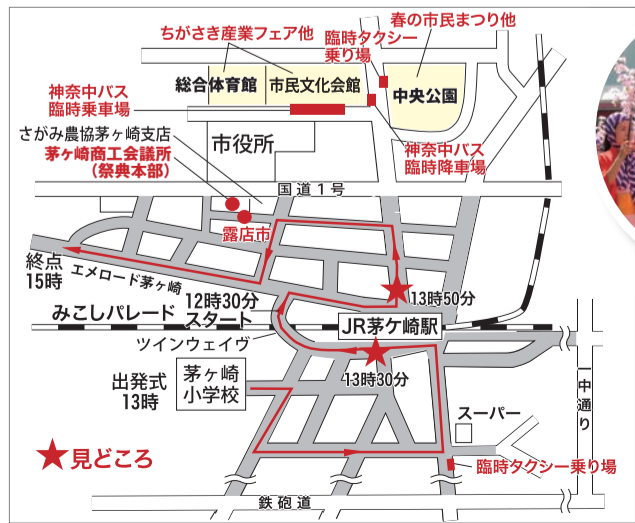 ちがさき産業フェア他
臨時タクシー
乗り場
春の市民まつり他
総合体育館
市民文化会館
中央公園
神奈中バス
臨時乗車場
さがみ農協茅ヶ崎支店
茅ヶ崎商工会議所
（祭典本部）
市役所
神奈中バス
臨時降車場
国道1号
露店市
終点
15時
エメロード茅ヶ崎
12時30分
スタート
みこしパレード
ツインウェイヴ
13時50分
JR茅ケ崎駅
13時30分
出発式
13時
茅ヶ崎
小学校
スーパー
一中通り
★見どころ
臨時タクシー乗り場
鉄砲道